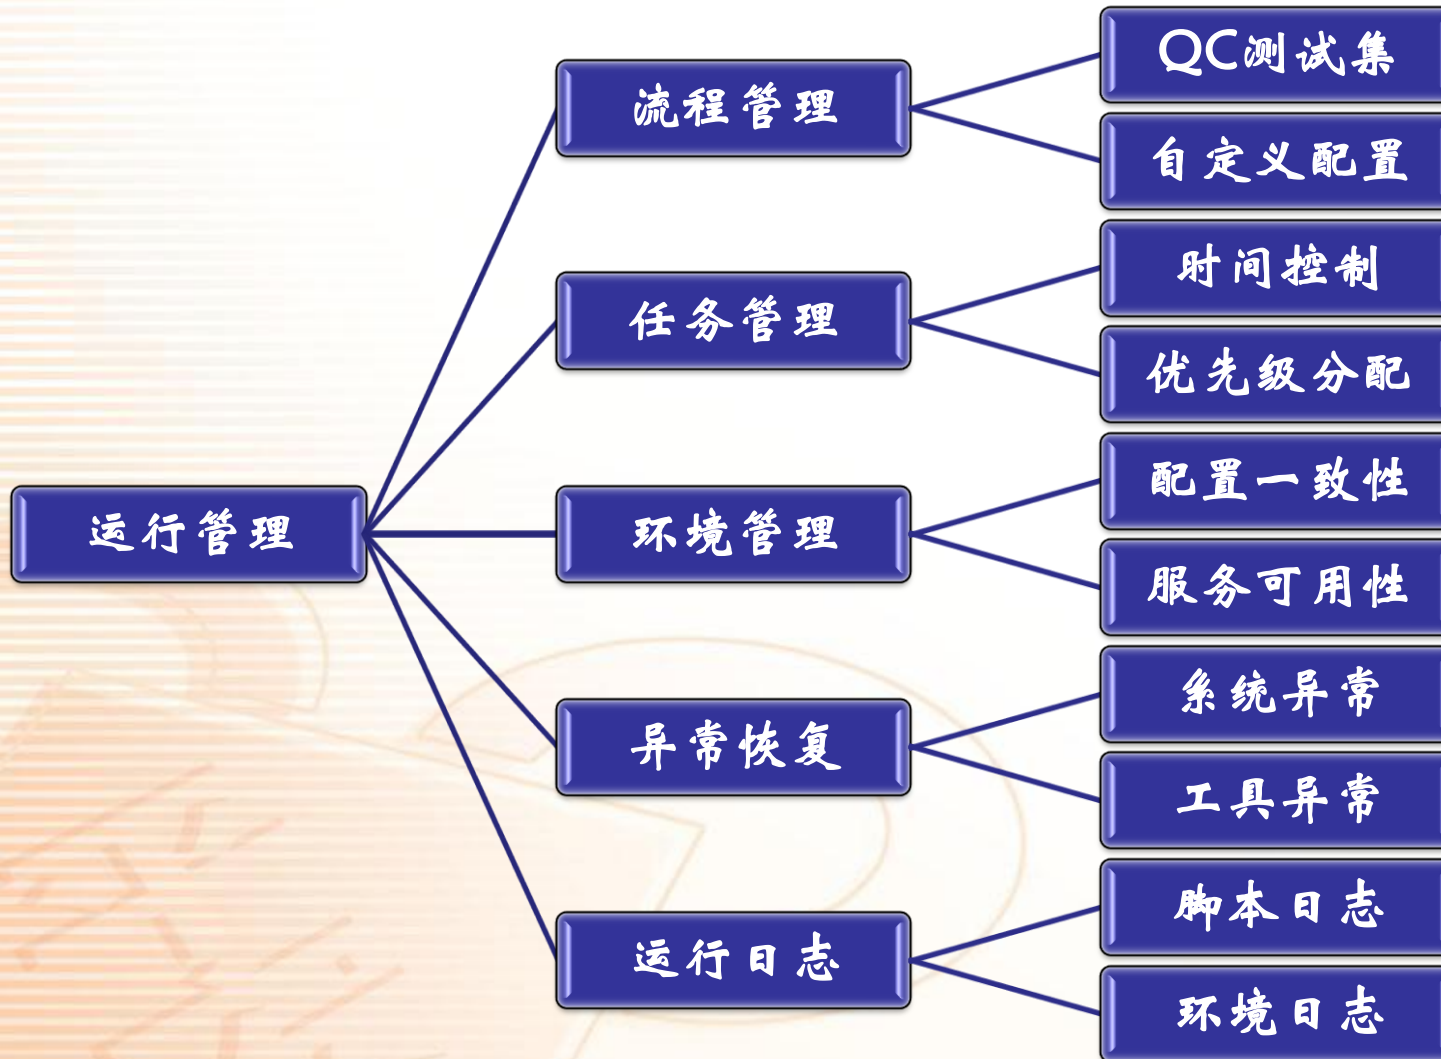 运行管理
流程管理
QC测试集
自定义配置
任务管理
时间控制
优先级分配
环境管理
配置一致性
服务可用性
异常恢复
系统异常
工具异常
运行日志
脚本日志
环境日志